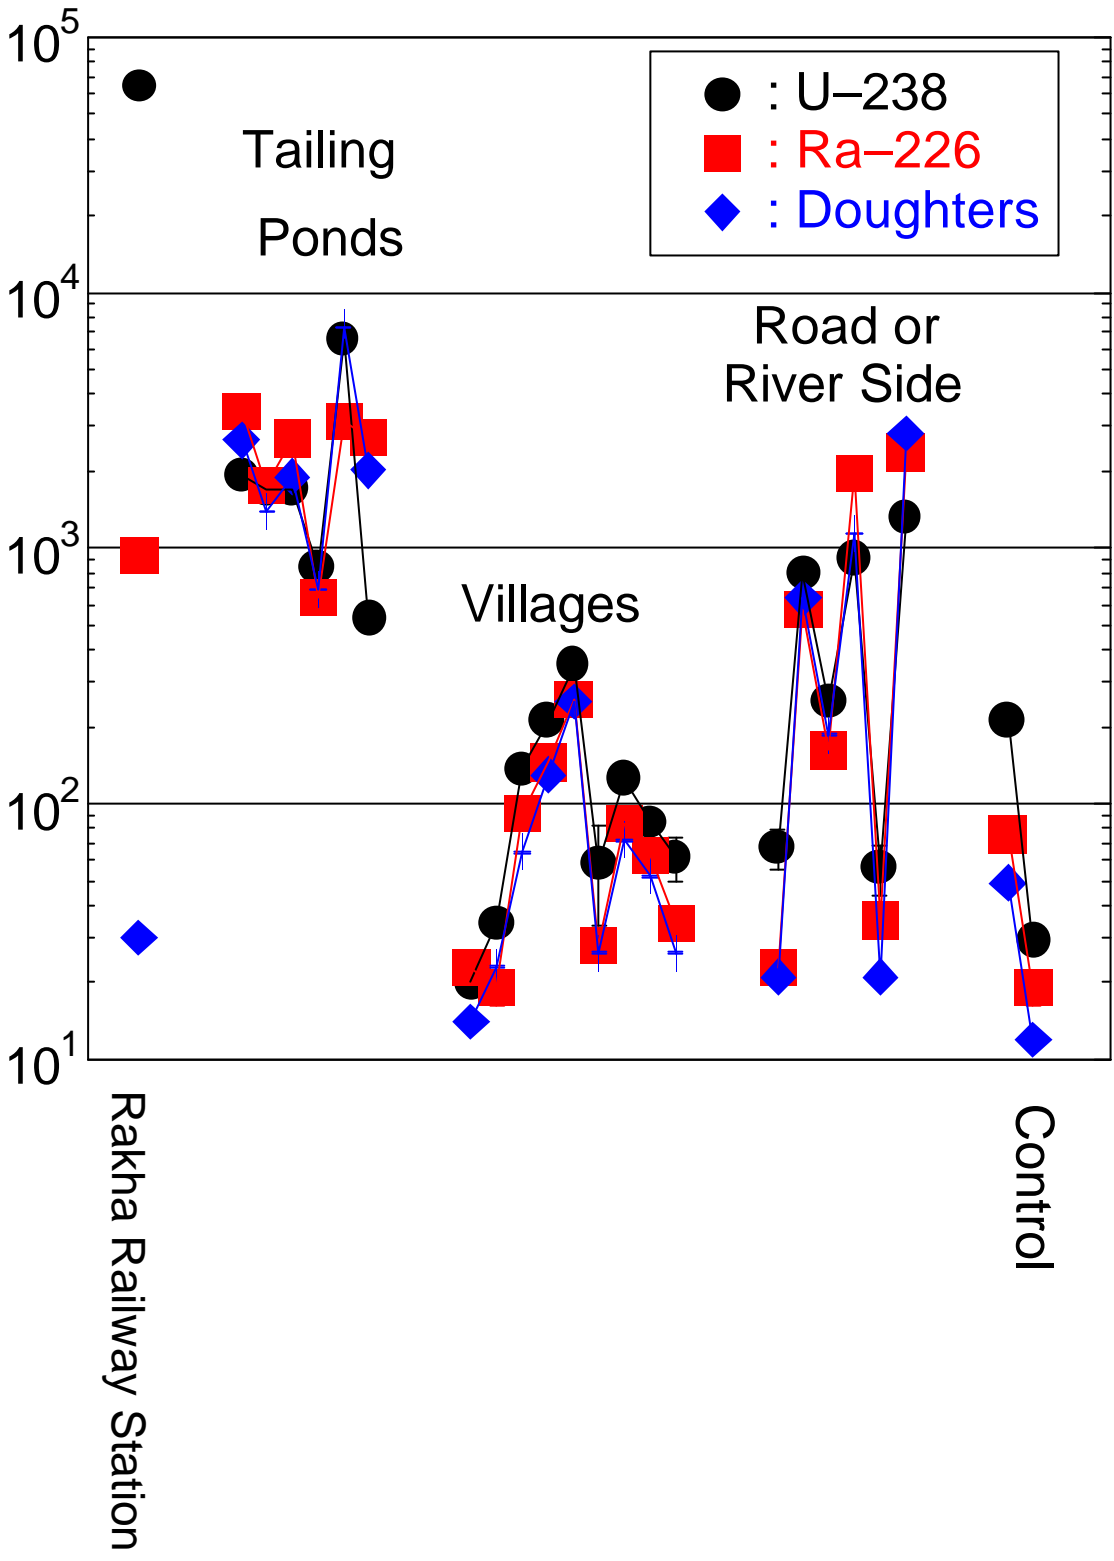 10^5
: U–238
Tailing
: Ra–226
Ponds
: Doughters
10^4
Road or
River Side
10^3
Villages
10^2
10^1
Rakha Railway Station
Control